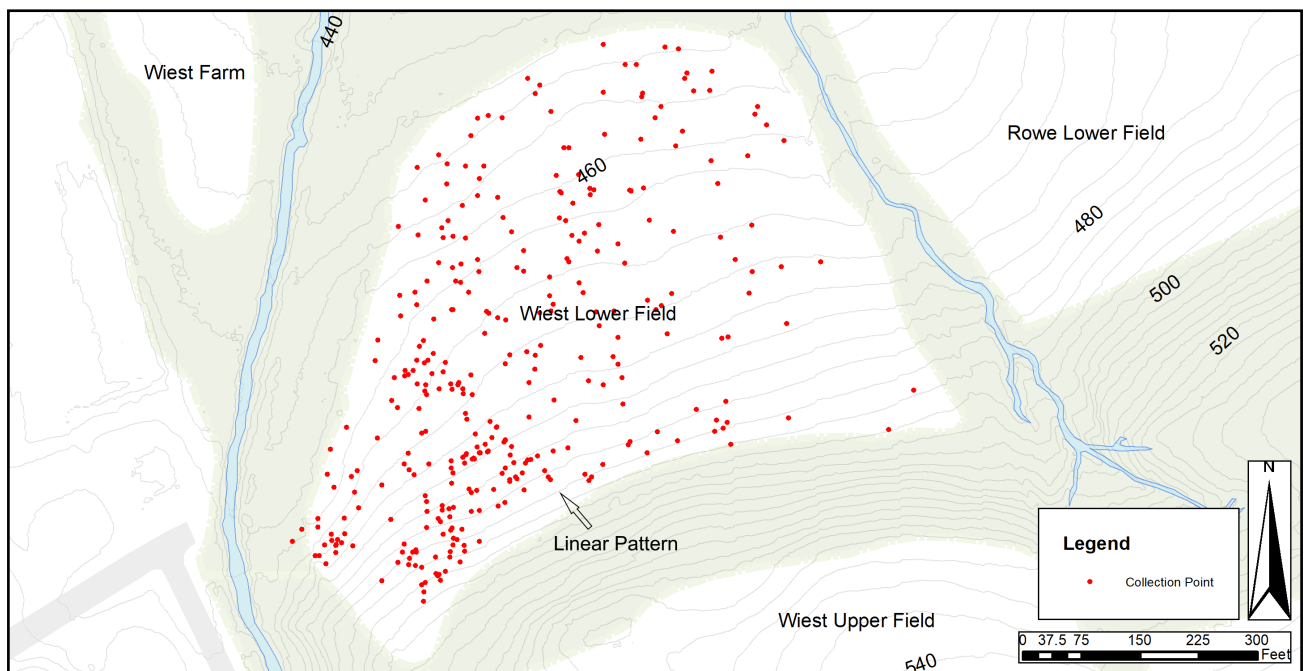 440
Wiest Farm
Rowe Lower Field
460
480
500
Wiest Lower Field
520
Linear Pattern
N
Legend
Collection Point
Wiest Upper Field
540
0 37.5 75 150 225 300
Feet